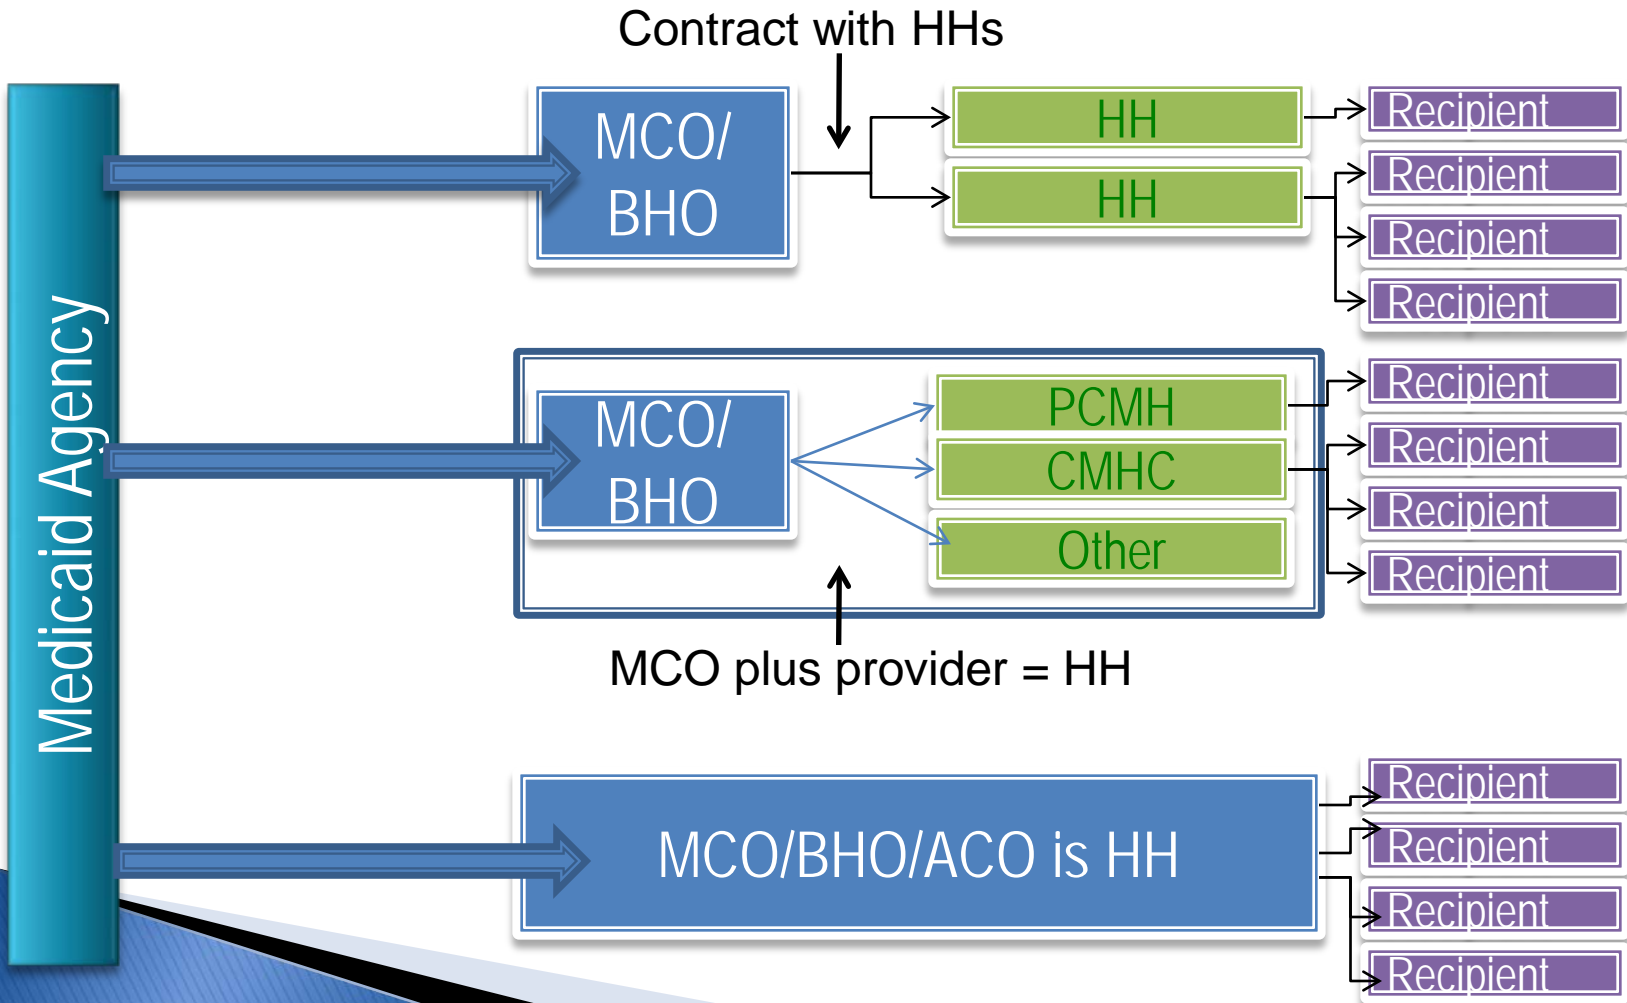 Contract with HHs
Medicaid Agency
MCO/
BHO
HH
HH
Recipient
Recipient
Recipient
Recipient
MCO/
BHO
PCMH
CMHC
Other
Recipient
Recipient
Recipient
Recipient
MCO plus provider = HH
MCO/BHO/ACO is HH
Recipient
Recipient
Recipient
Recipient